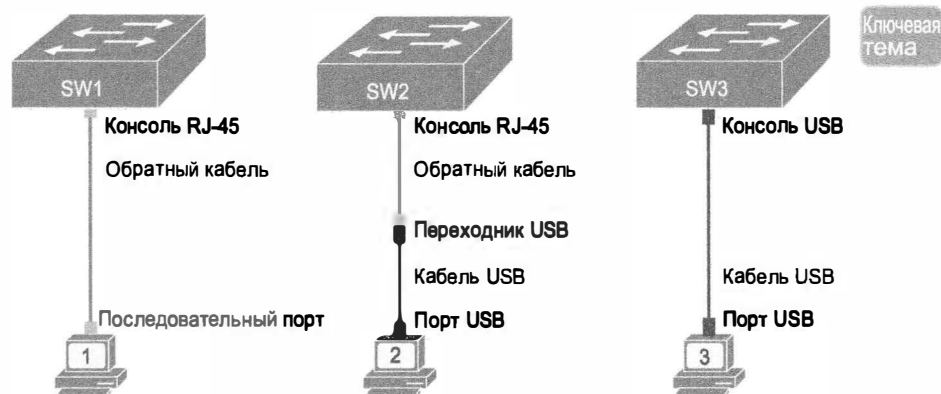 Ключевая
тема
SW1
SW2
SW3
Консоль RJ-45
Консоль RJ-45
Консоль USB
Обратный кабель
Обратный кабель
Переходник USB
Кабель USB
Кабель USB
Последовательный порт
Порт USB
Порт USB
1
2
3